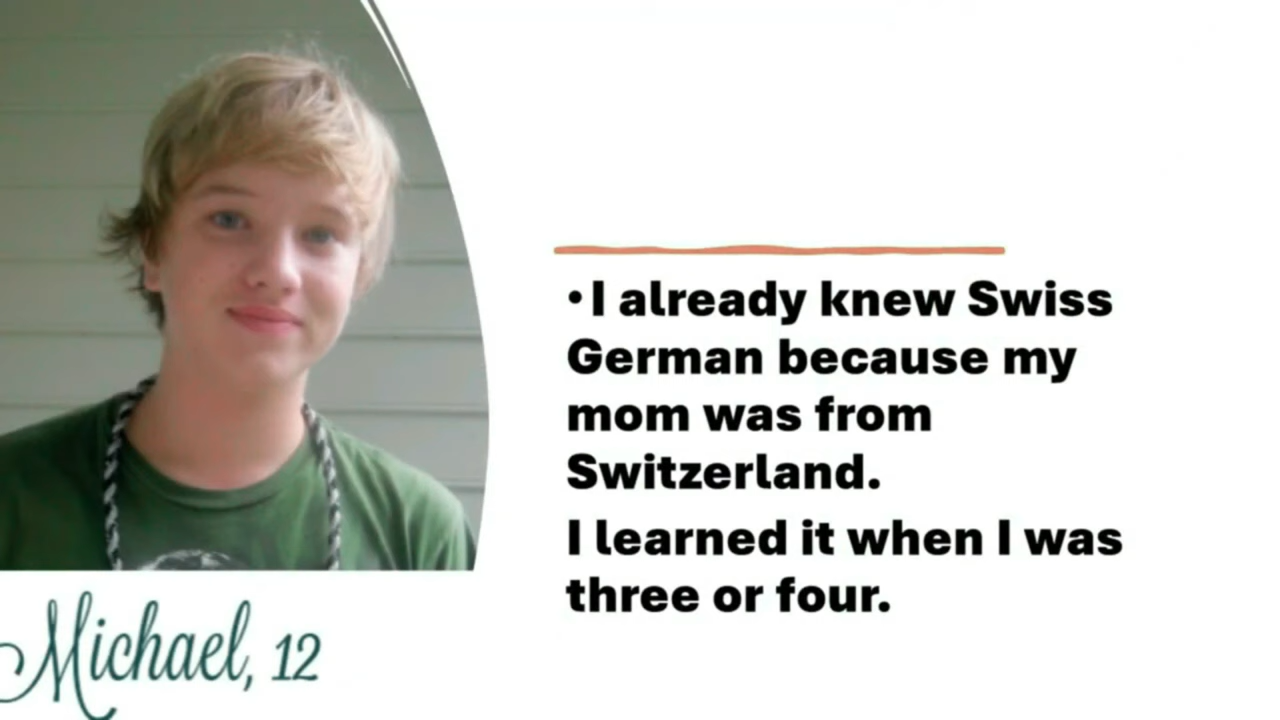 •I already knew Swiss
German because my
mom was from
Switzerland.
I learned it when I was
three or four.
Michael, 12